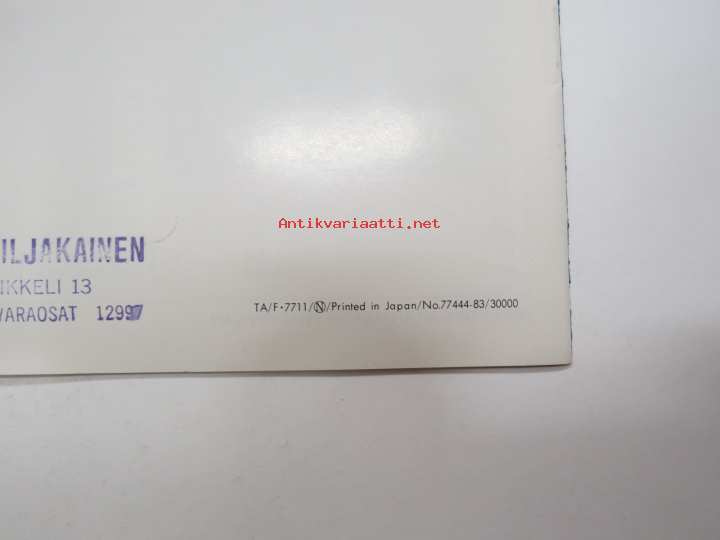 Antikvariaatti.net
ILJAKAINEN
IKKELI 13
VARAOSAT 12997
TA/F·7711/Ⓝ/Printed in Japan/No.77444-83/30000